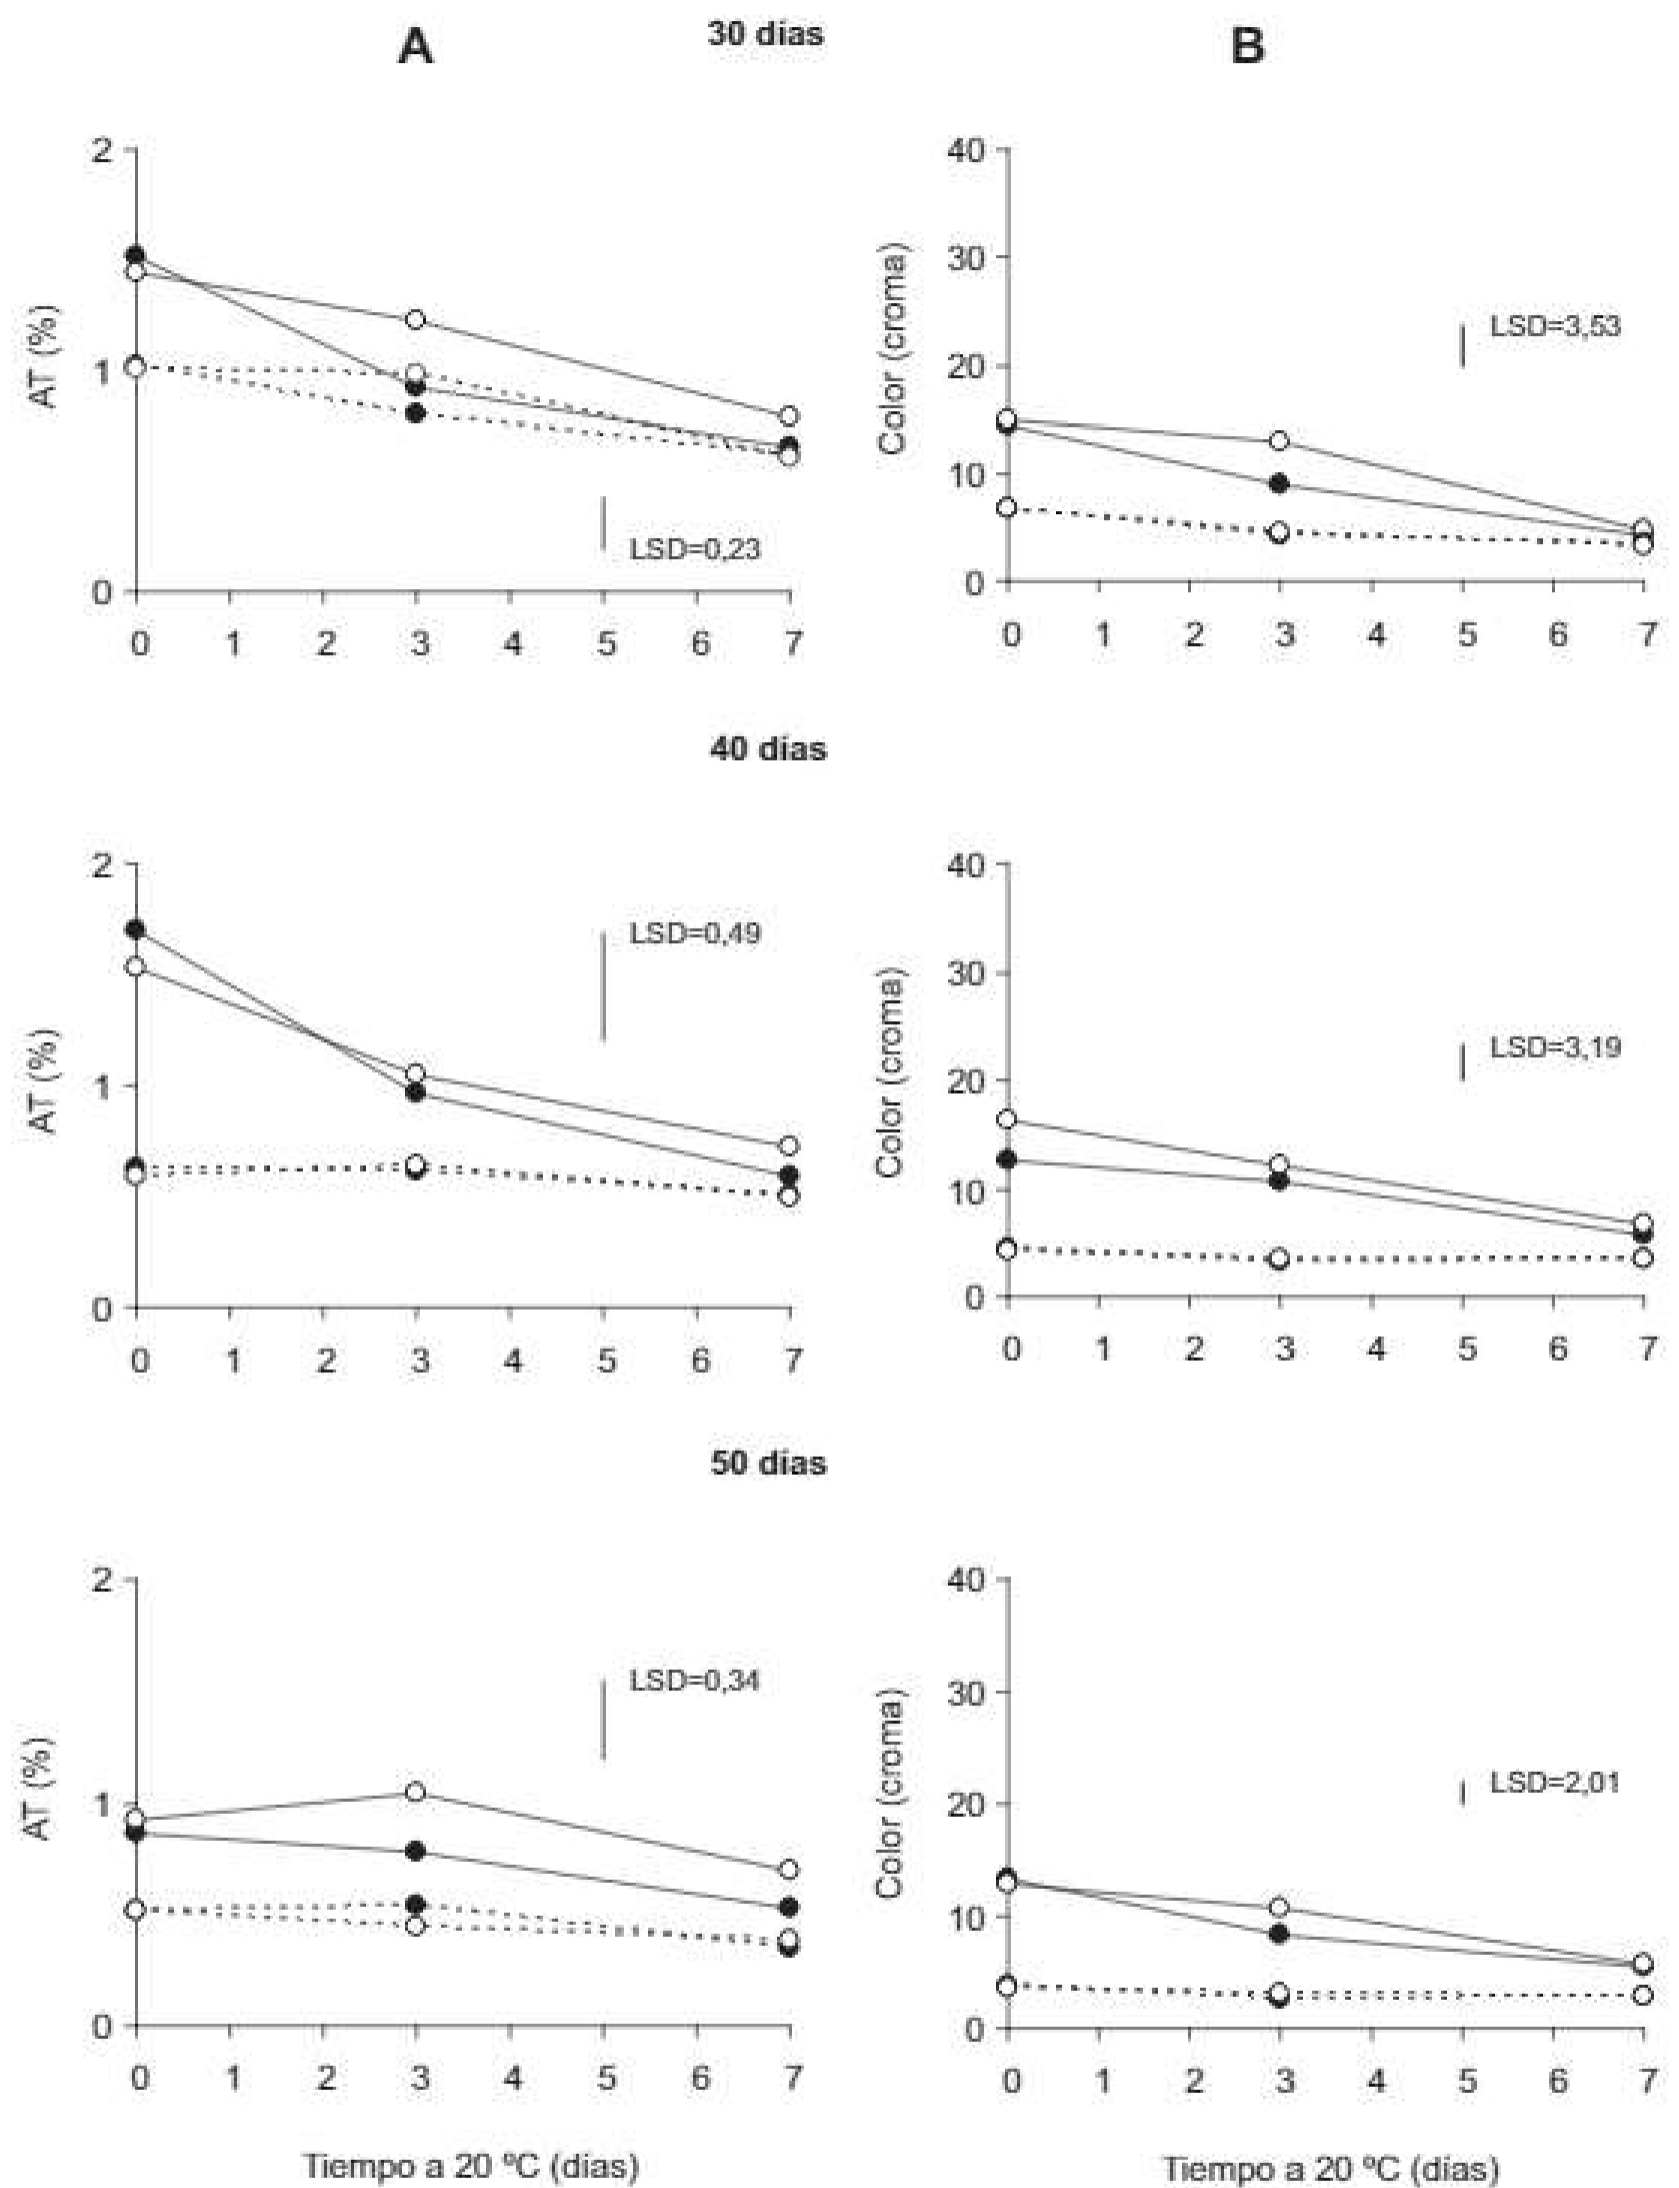 A
30 días
B
2
1
0
AT (%)
LSD=0,23
0 1 2 3 4 5 6 7
40
30
20
10
0
Color (croma)
LSD=3,53
0 1 2 3 4 5 6 7
40 días
2
1
0
AT (%)
LSD=0,49
0 1 2 3 4 5 6 7
40
30
20
10
0
Color (croma)
LSD=3,19
0 1 2 3 4 5 6 7
50 días
2
1
0
AT (%)
LSD=0,34
0 1 2 3 4 5 6 7
Tiempo a 20 ºC (días)
40
30
20
10
0
Color (croma)
LSD=2,01
0 1 2 3 4 5 6 7
Tiempo a 20 ºC (días)